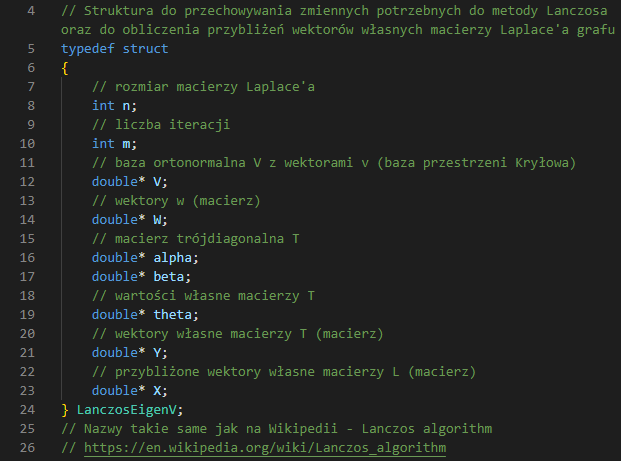 4 // Struktura do przechowywania zmiennych potrzebnych do metody Lanczosa
oraz do obliczenia przybliżeń wektorów własnych macierzy Laplace'a grafu
5 typedef struct
6 {
7 // rozmiar macierzy Laplace'a
8 int n;
9 // liczba iteracji
10 int m;
11 // baza ortonormalna V z wektorami v (baza przestrzeni Kryłowa)
12 double* V;
13 // wektory w (macierz)
14 double* W;
15 // macierz trójdiagonalna T
16 double* alpha;
17 double* beta;
18 // wartości własne macierzy T
19 double* theta;
20 // wektory własne macierzy T (macierz)
21 double* Y;
22 // przybliżone wektory własne macierzy L (macierz)
23 double* X;
24 } LanczosEigenV;
25 // Nazwy takie same jak na Wikipedii - Lanczos algorithm
26 // https://en.wikipedia.org/wiki/Lanczos_algorithm